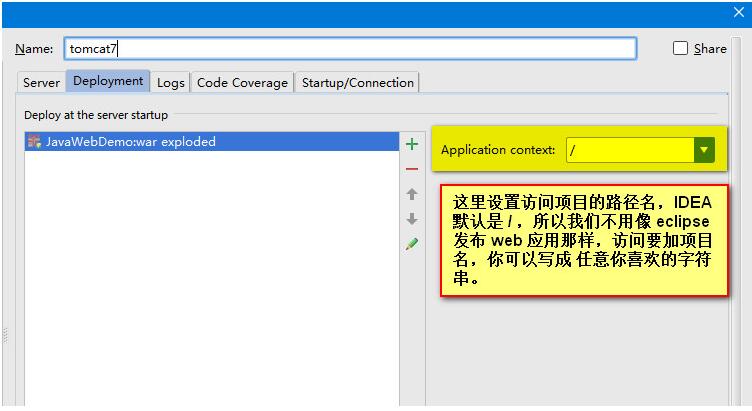 Name: tomcat7 Share
Server Deployment Logs Code Coverage Startup/Connection
Deploy at the server startup
JavaWebDemo:war exploded
Application context: /
这里设置访问项目的路径名，IDEA
默认是 / ，所以我们不用像 eclipse
发布 web 应用那样，访问要加项目
名，你可以写成 任意你喜欢的字符
串。